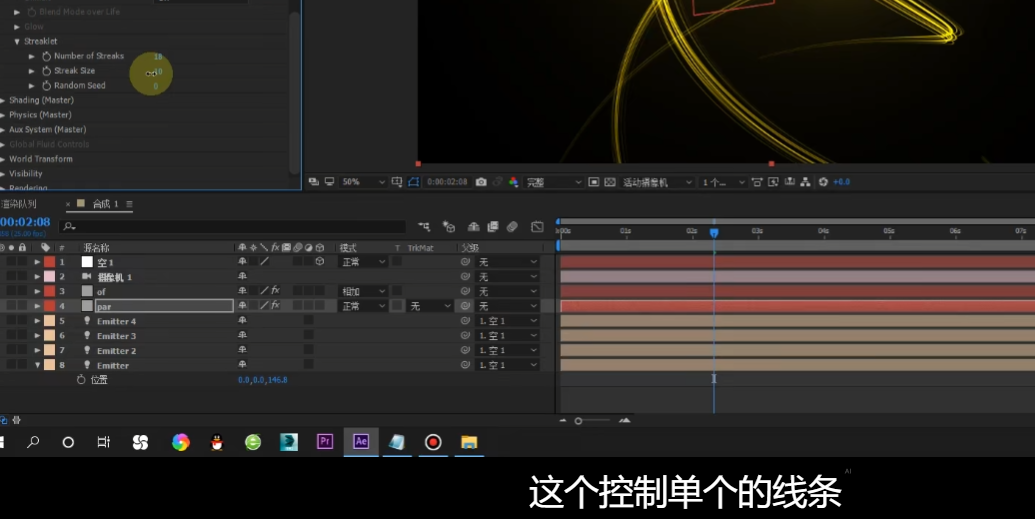 Blend Mode over Life
Glow
Streaklet
Number of Streaks 18
Streak Size
Random Seed 0
Shading (Master)
Physics (Master)
Aux System (Master)
Global Fluid Controls
World Transform
Visibility
Rendering
50% 0:00:02:08 完整 活动摄像机 1个... +0.0
渲染队列 × 合成 1
00:02:08
# 源名称 模式 T TrkMat 父级
:00s 01s 02s 03s 04s 05s 06s 07s
1 空 1 正常 无
2 摄像机 1 无
3 of 相加 无
4 par 正常 无 无
5 Emitter 4 1. 空 1
6 Emitter 3 1. 空 1
7 Emitter 2 1. 空 1
8 Emitter 1. 空 1
位置 0.0,0.0,146.8
Pr Ae
AI
这个控制单个的线条